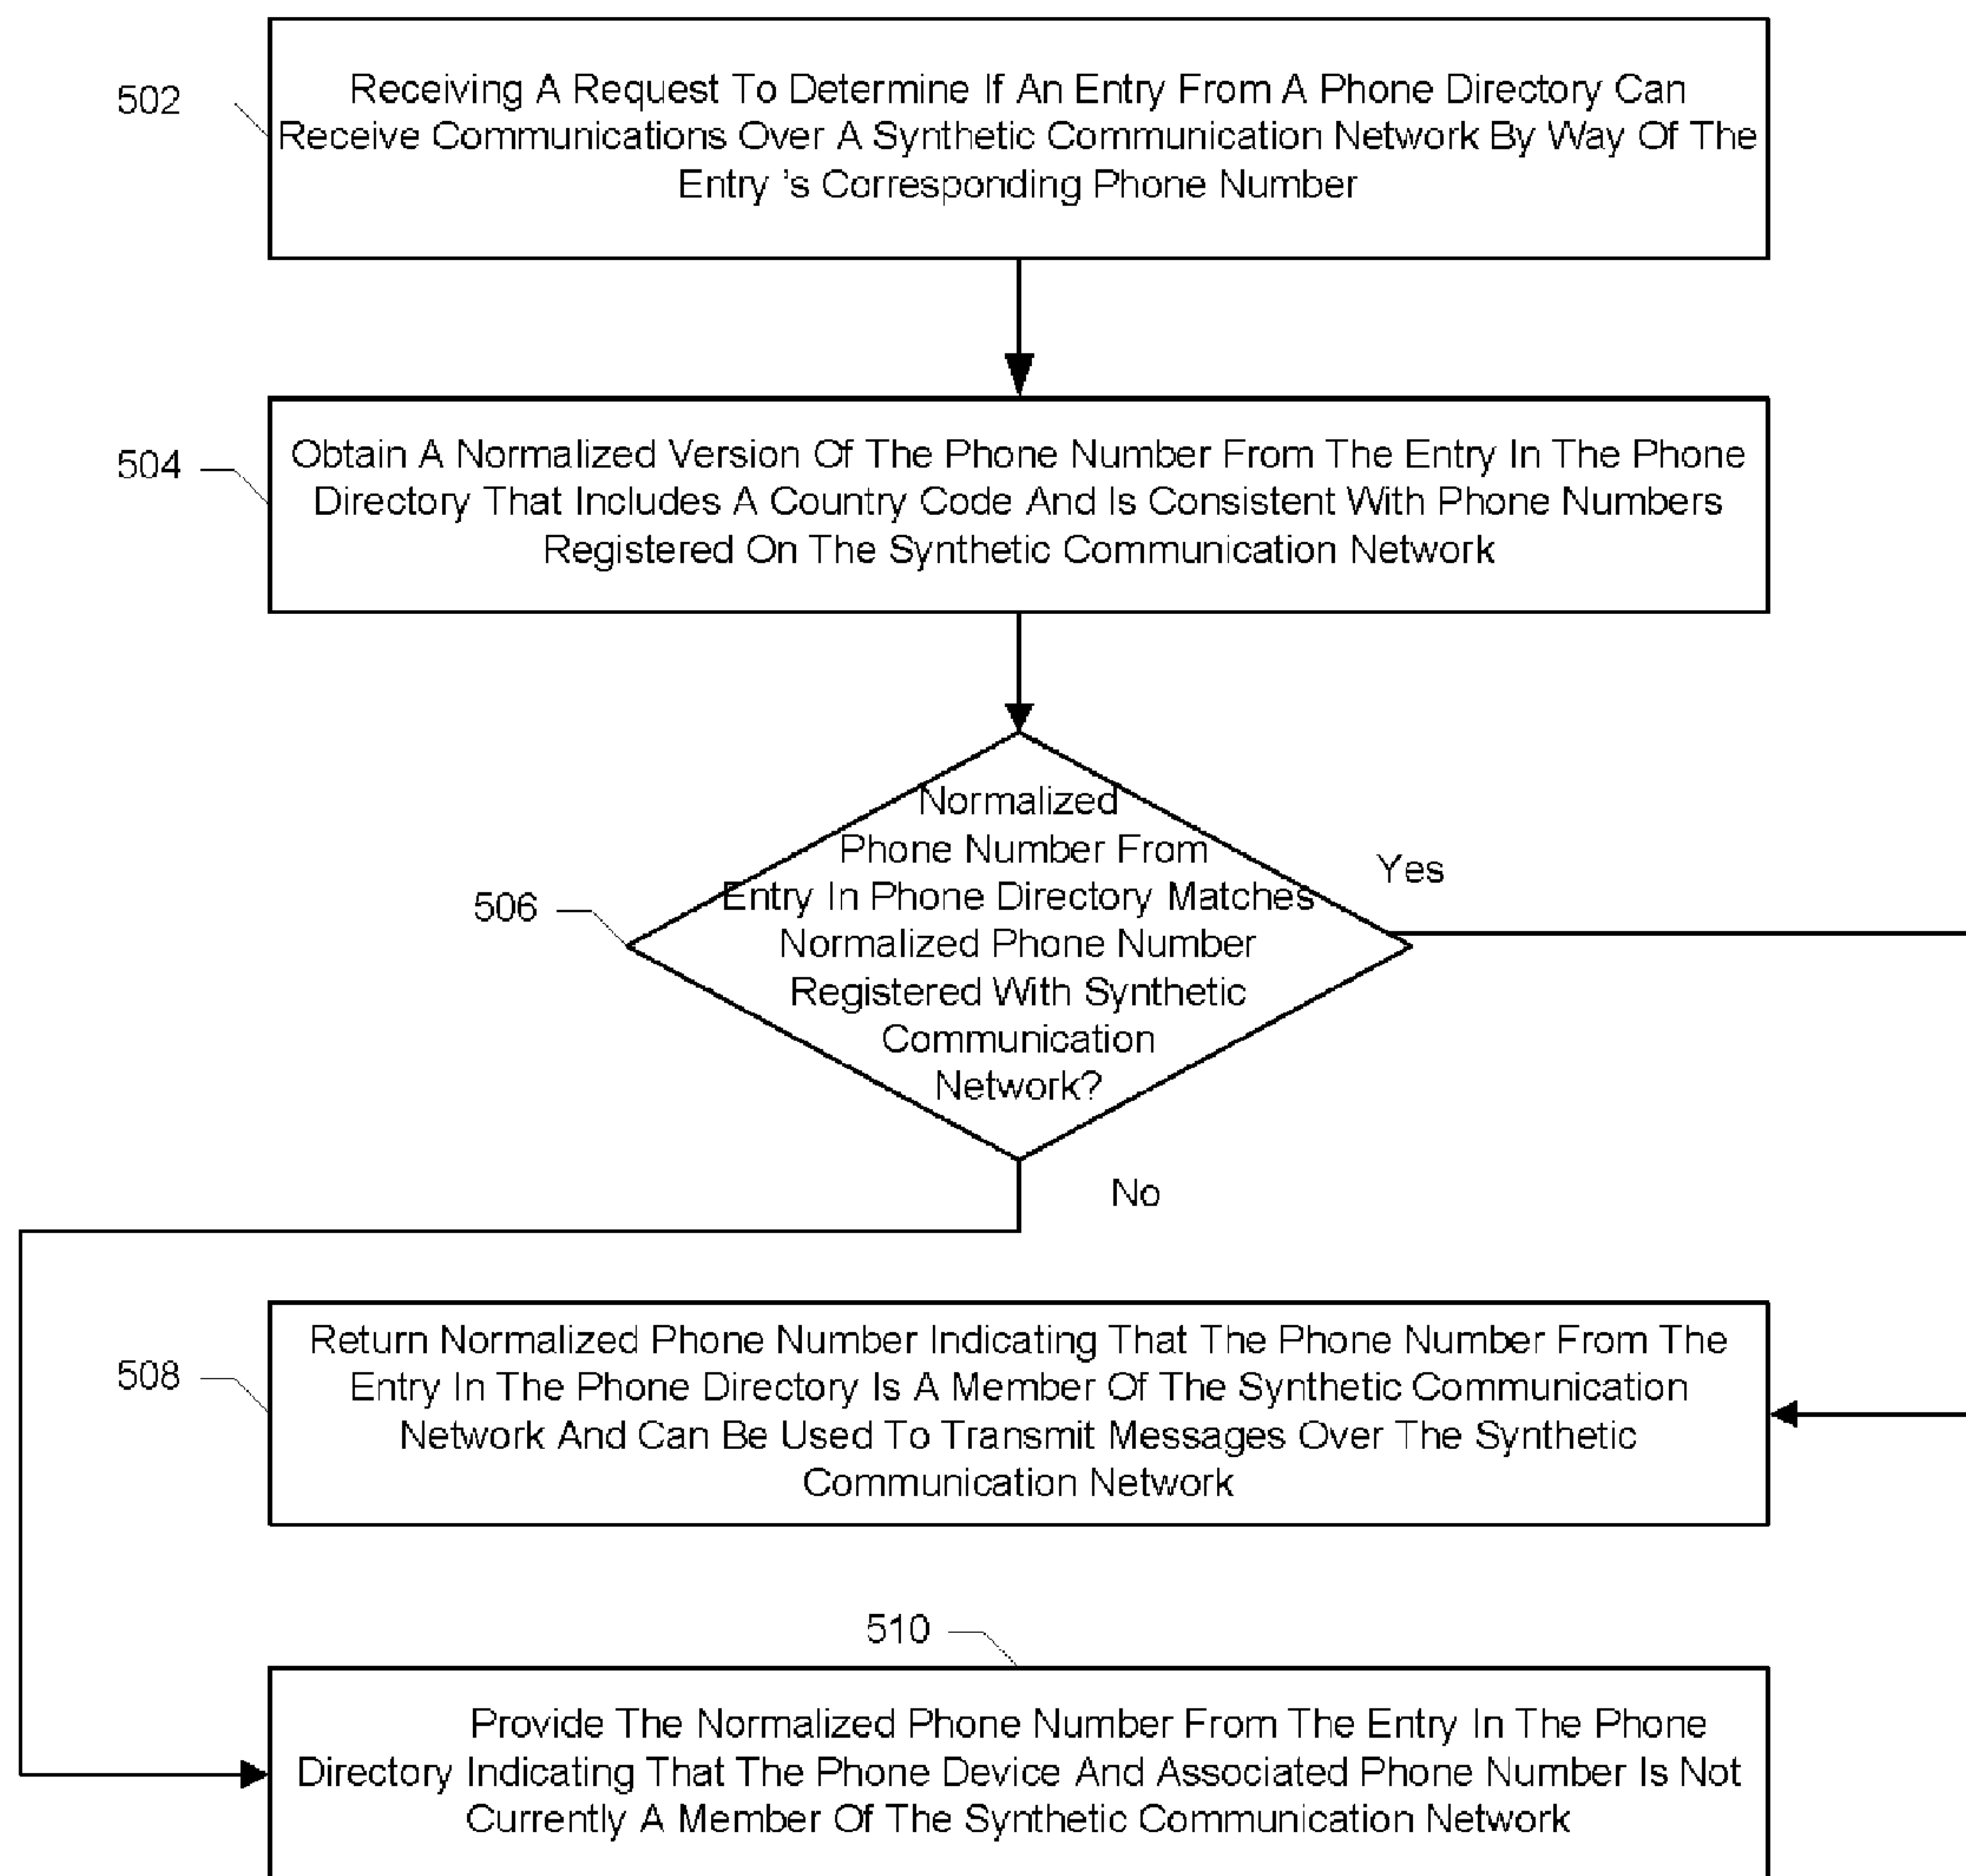 502
Receiving A Request To Determine If An Entry From A Phone Directory Can
Receive Communications Over A Synthetic Communication Network By Way Of The
Entry 's Corresponding Phone Number
504
Obtain A Normalized Version Of The Phone Number From The Entry In The Phone
Directory That Includes A Country Code And Is Consistent With Phone Numbers
Registered On The Synthetic Communication Network
506
Normalized
Phone Number From
Entry In Phone Directory Matches
Normalized Phone Number
Registered With Synthetic
Communication
Network?
Yes
No
508
Return Normalized Phone Number Indicating That The Phone Number From The
Entry In The Phone Directory Is A Member Of The Synthetic Communication
Network And Can Be Used To Transmit Messages Over The Synthetic
Communication Network
510
Provide The Normalized Phone Number From The Entry In The Phone
Directory Indicating That The Phone Device And Associated Phone Number Is Not
Currently A Member Of The Synthetic Communication Network